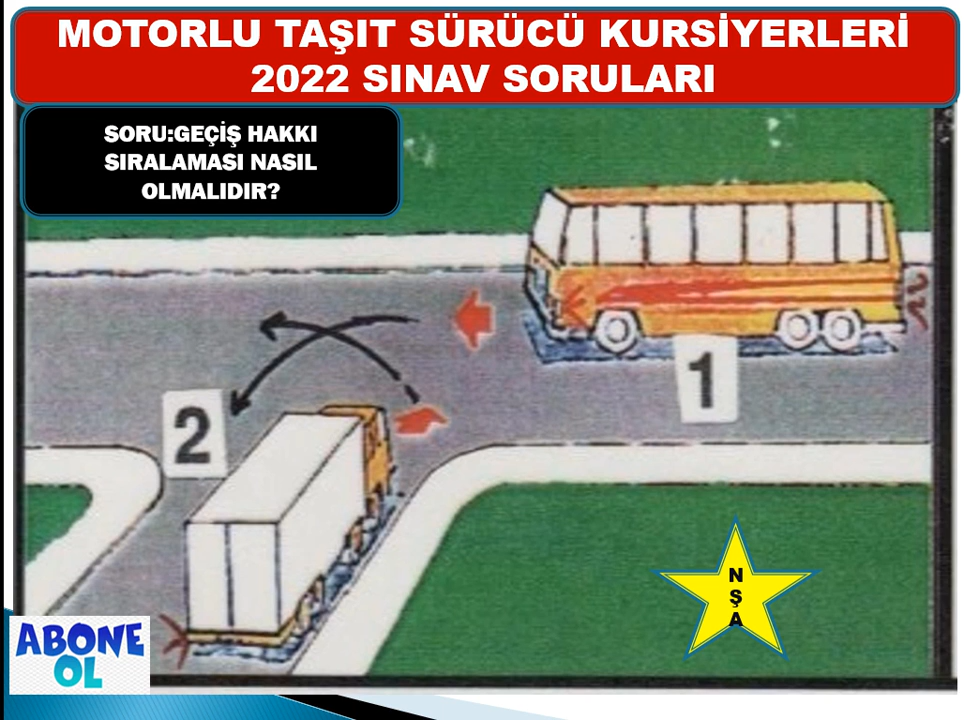 MOTORLU TAŞIT SÜRÜCÜ KURSİYERLERİ
2022 SINAV SORULARI
SORU:GEÇİŞ HAKKI
SIRALAMASI NASIL
OLMALIDIR?
1
2
N
Ş
A
ABONE
OL